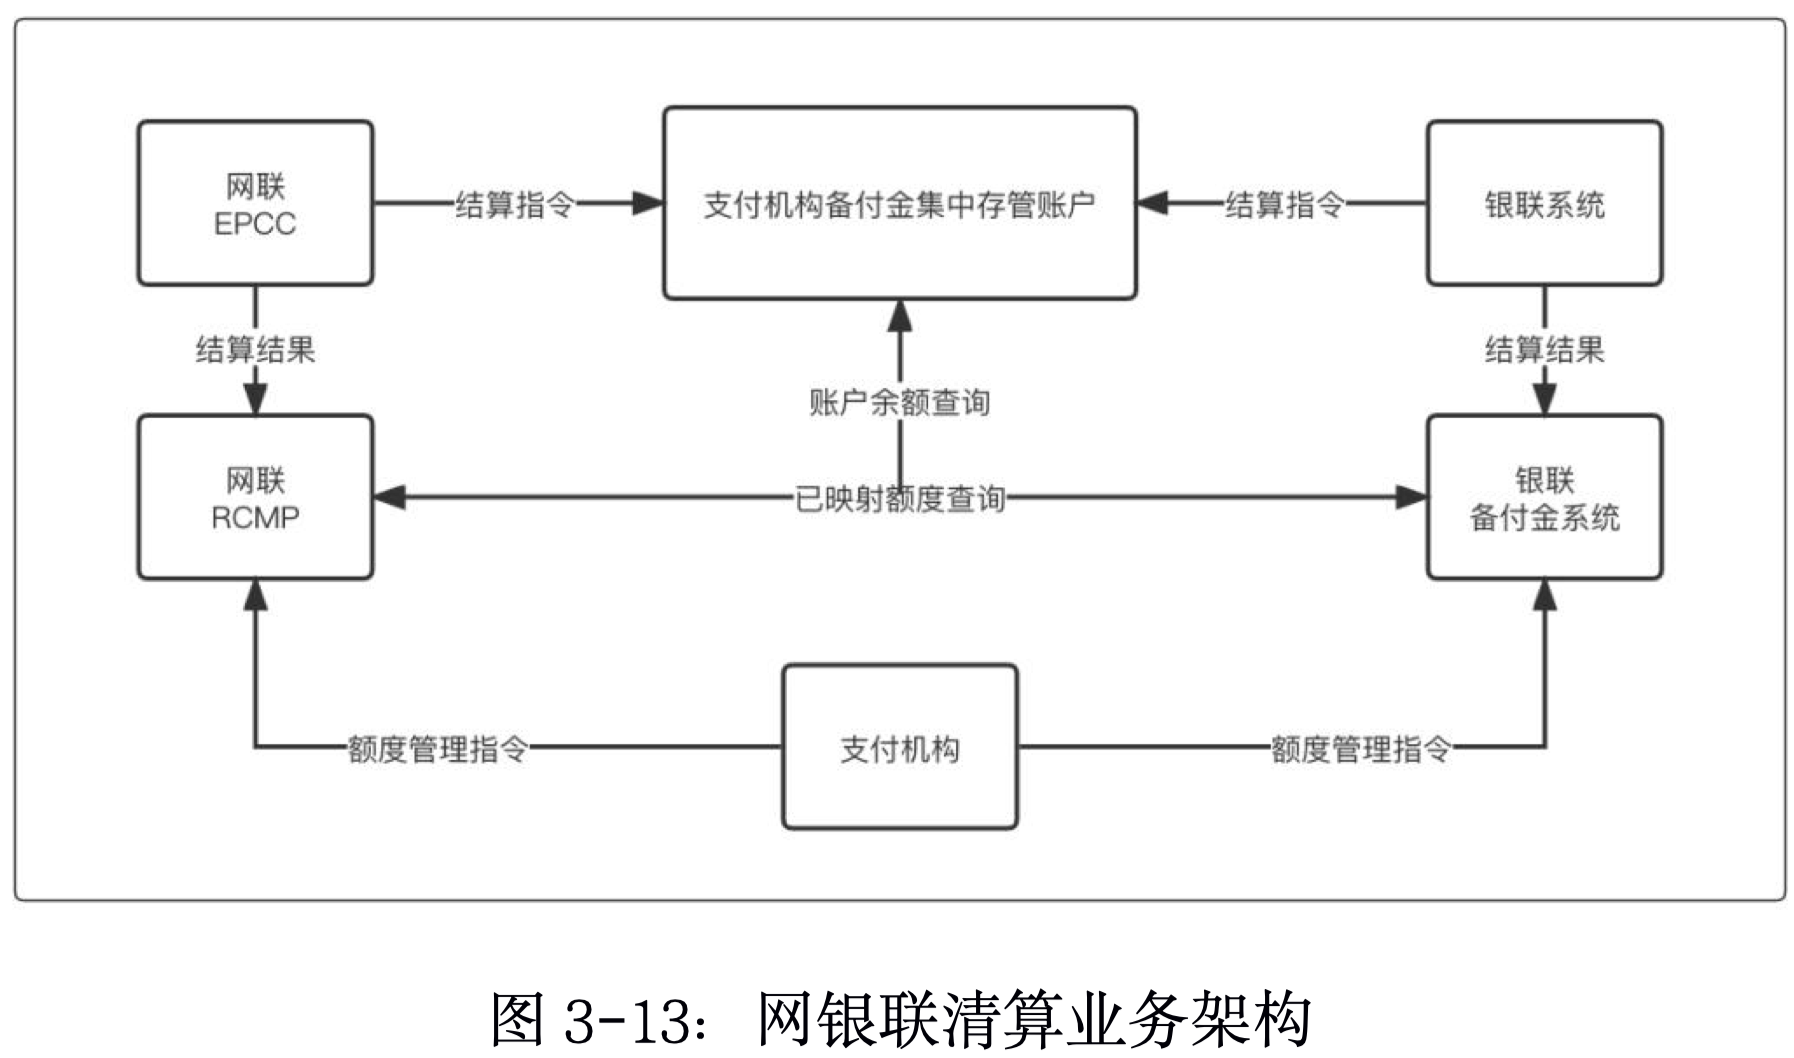 网联
EPCC
结算指令
支付机构备付金集中存管账户
结算指令
银联系统
结算结果
结算结果
账户余额查询
网联
RCMP
已映射额度查询
银联
备付金系统
额度管理指令
支付机构
额度管理指令
图 3-13： 网银联清算业务架构